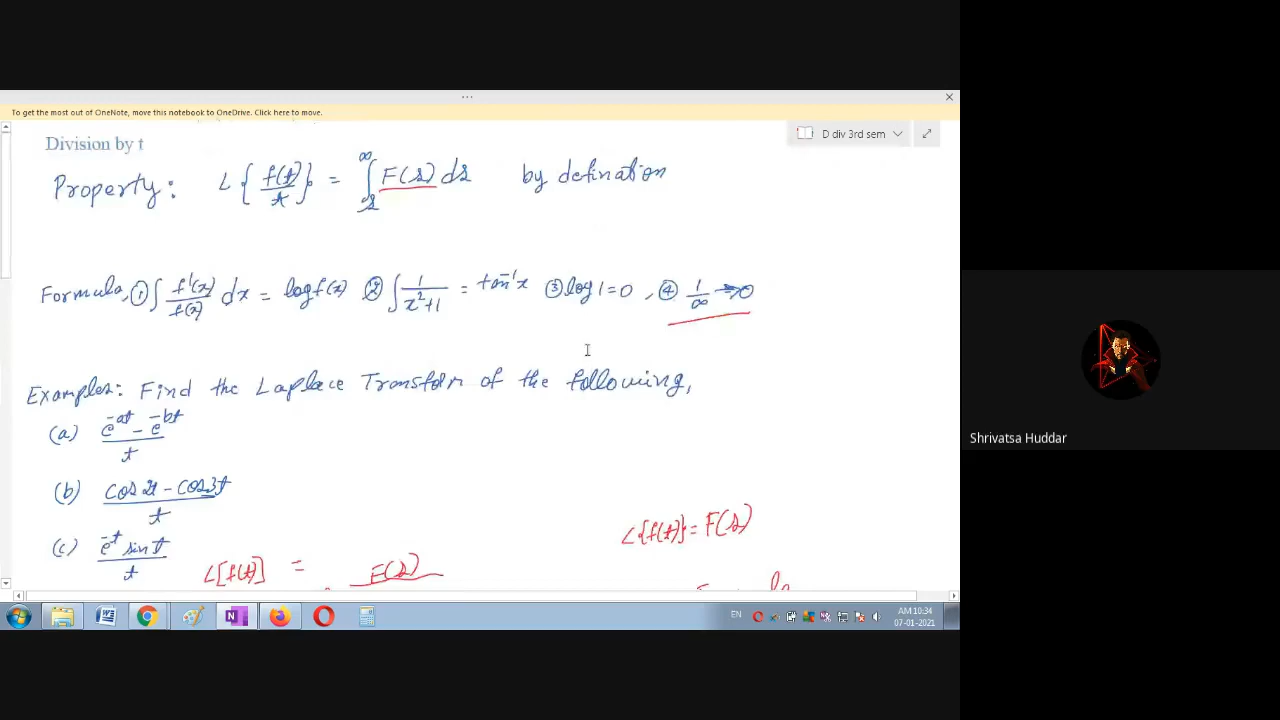 To get the most out of OneNote, move this notebook to OneDrive. Click here to move.
D div 3rd sem
Division by t
Property: L{f(t)/t} = ∫_s^∞ F(s) ds by defination
Formula, ① ∫ f'(x)/f(x) dx = log f(x) ② ∫ 1/(x²+1) = tan⁻¹x ③ log 1 = 0, ④ 1/∞ → 0
Examples: Find the Laplace Transform of the following,
(a) (e^-at - e^-bt)/t
(b) (cos 2t - cos 3t)/t
(c) (e^-t sin t)/t
L{f(t)} = F(s)
L[f(t)] = F(s)
Shrivatsa Huddar
EN
AM 10:34
07-01-2021